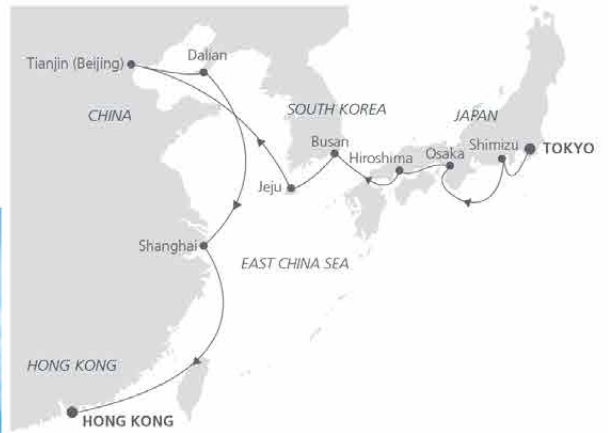 Dalian
Tianjin (Beijing)
CHINA
SOUTH KOREA
JAPAN
Busan
Hiroshima
Osaka
Shimizu
TOKYO
Jeju
Shanghai
EAST CHINA SEA
HONG KONG
HONG KONG